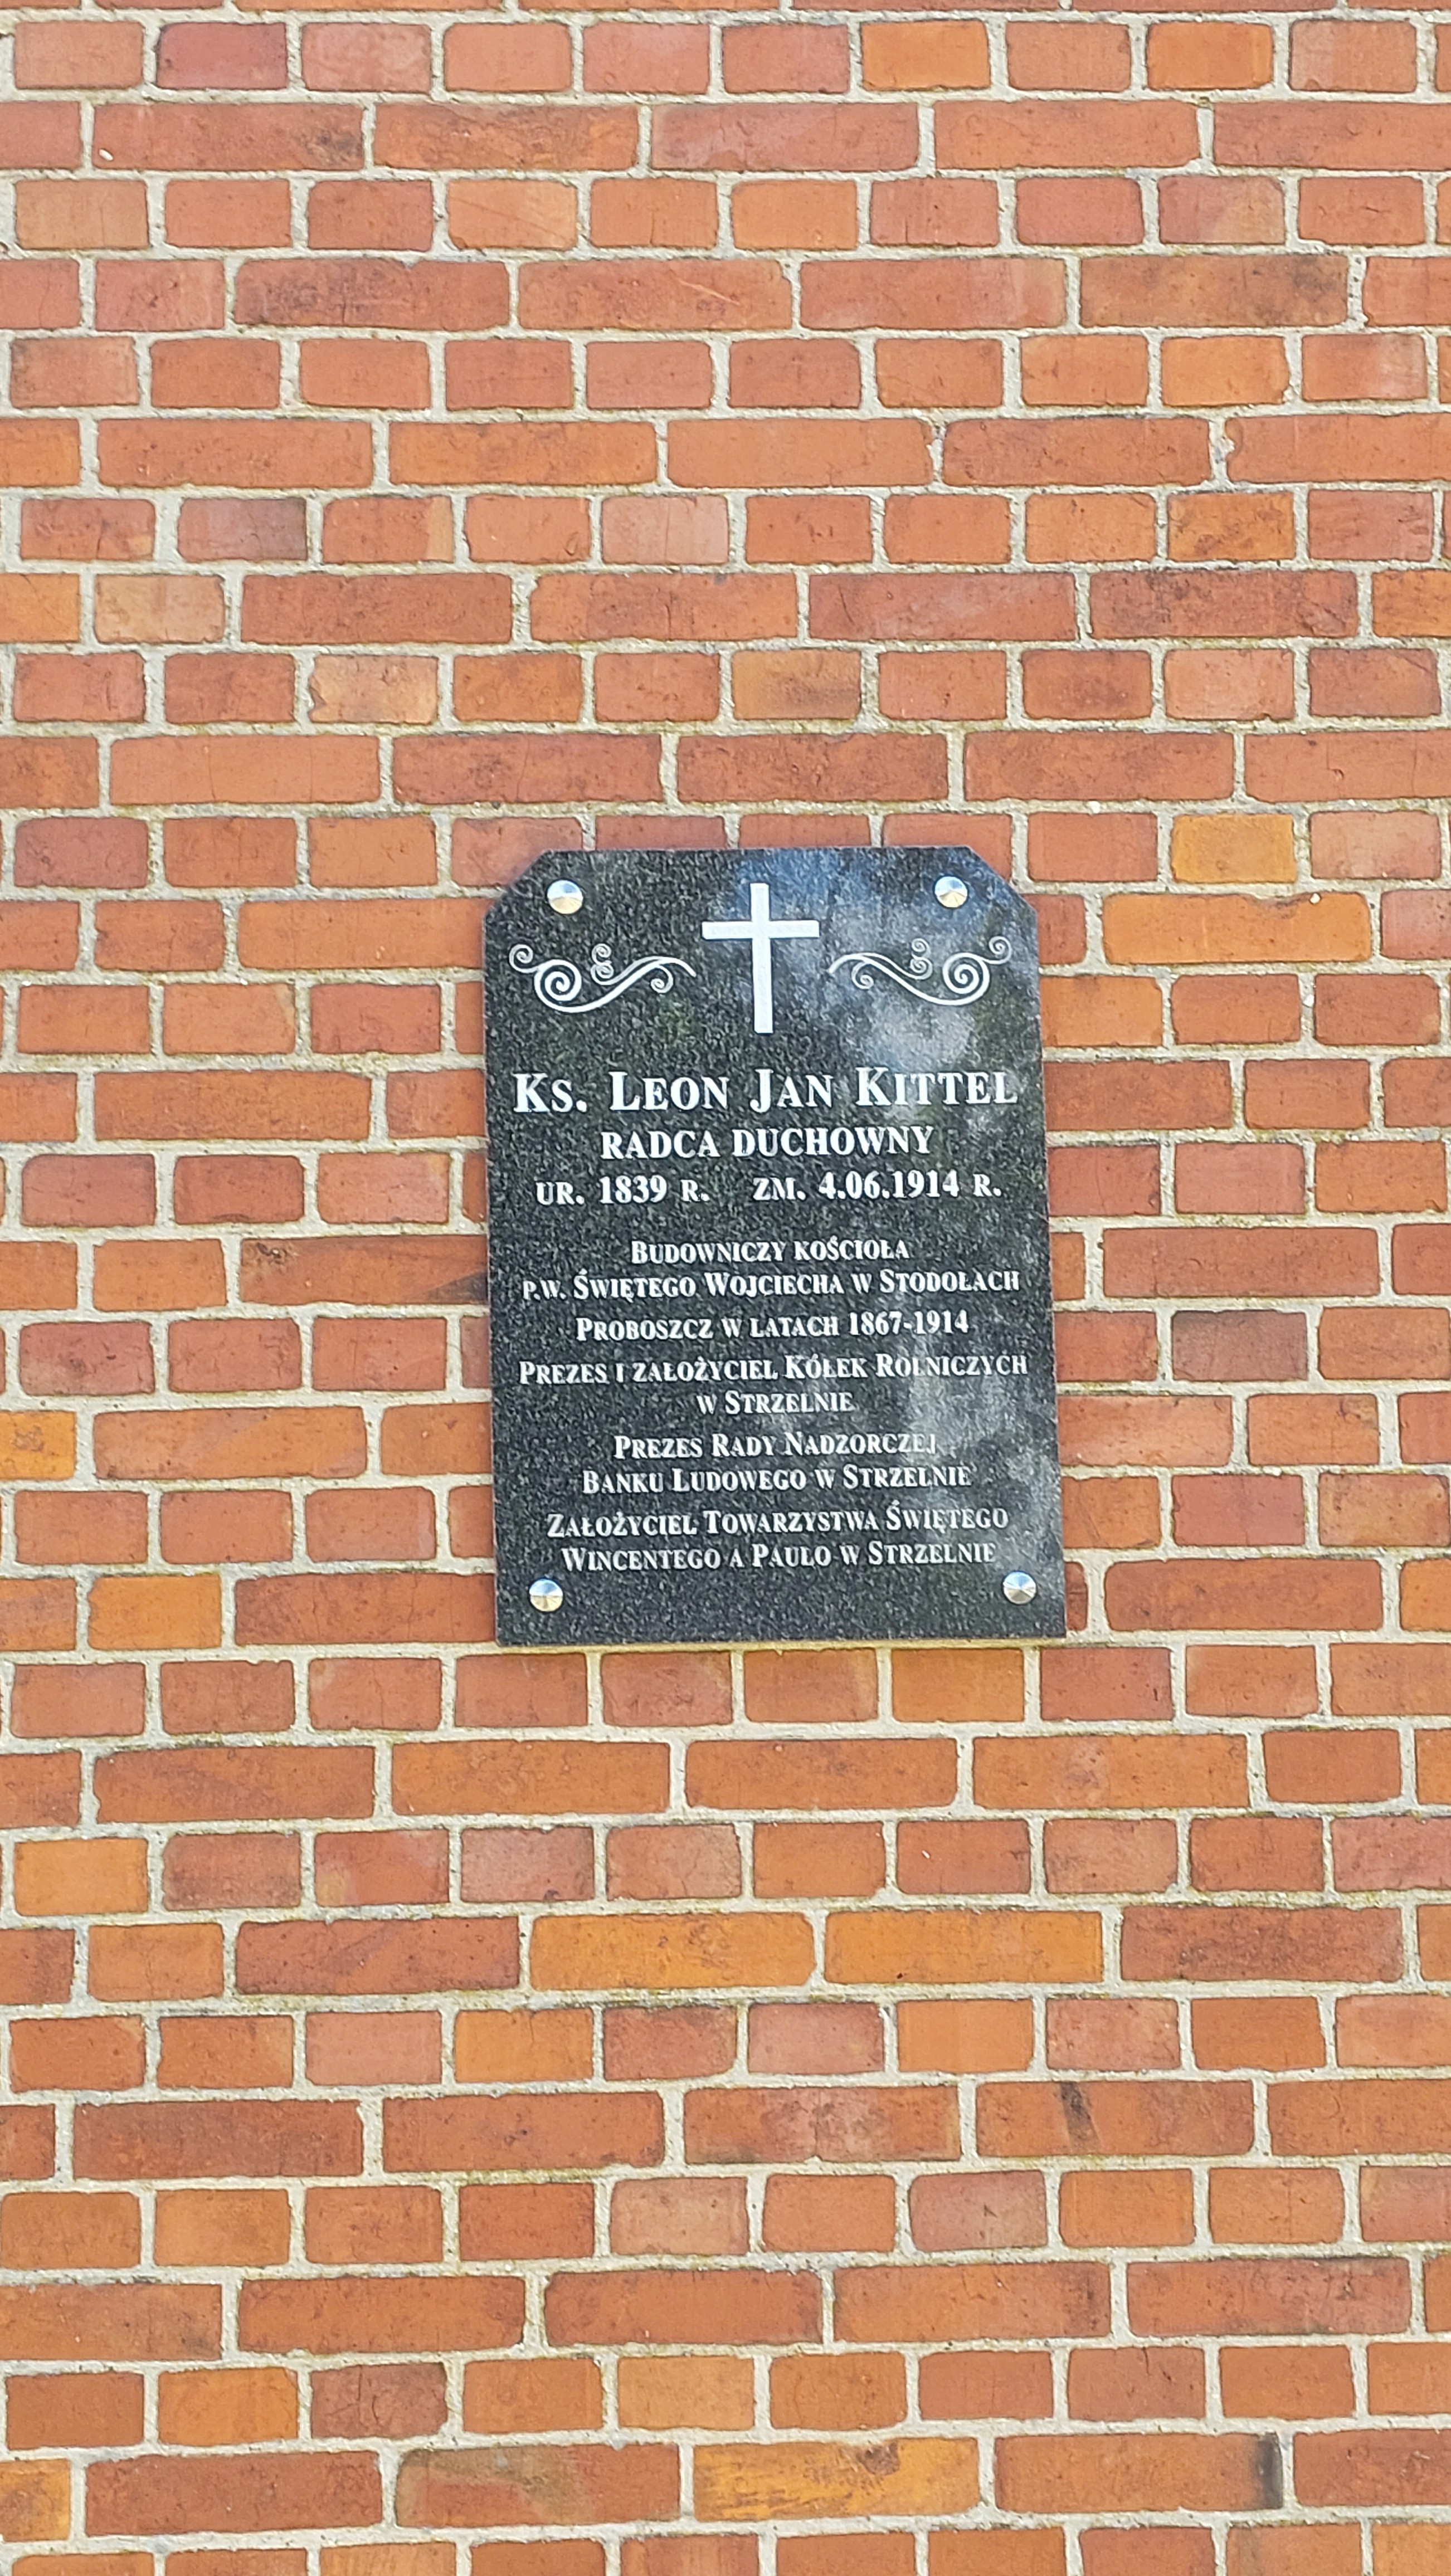 Ks. Leon Jan Kittel
radca duchowny
ur. 1839 r. zm. 4.06.1914 r.
Budowniczy kościoła
p.w. Świętego Wojciecha w Stodołach
Proboszcz w latach 1867-1914
Prezes i założyciel Kółek Rolniczych
w Strzelnie
Prezes Rady Nadzorczej
Banku Ludowego w Strzelnie
Założyciel Towarzystwa Świętego
Wincentego a Paulo w Strzelnie